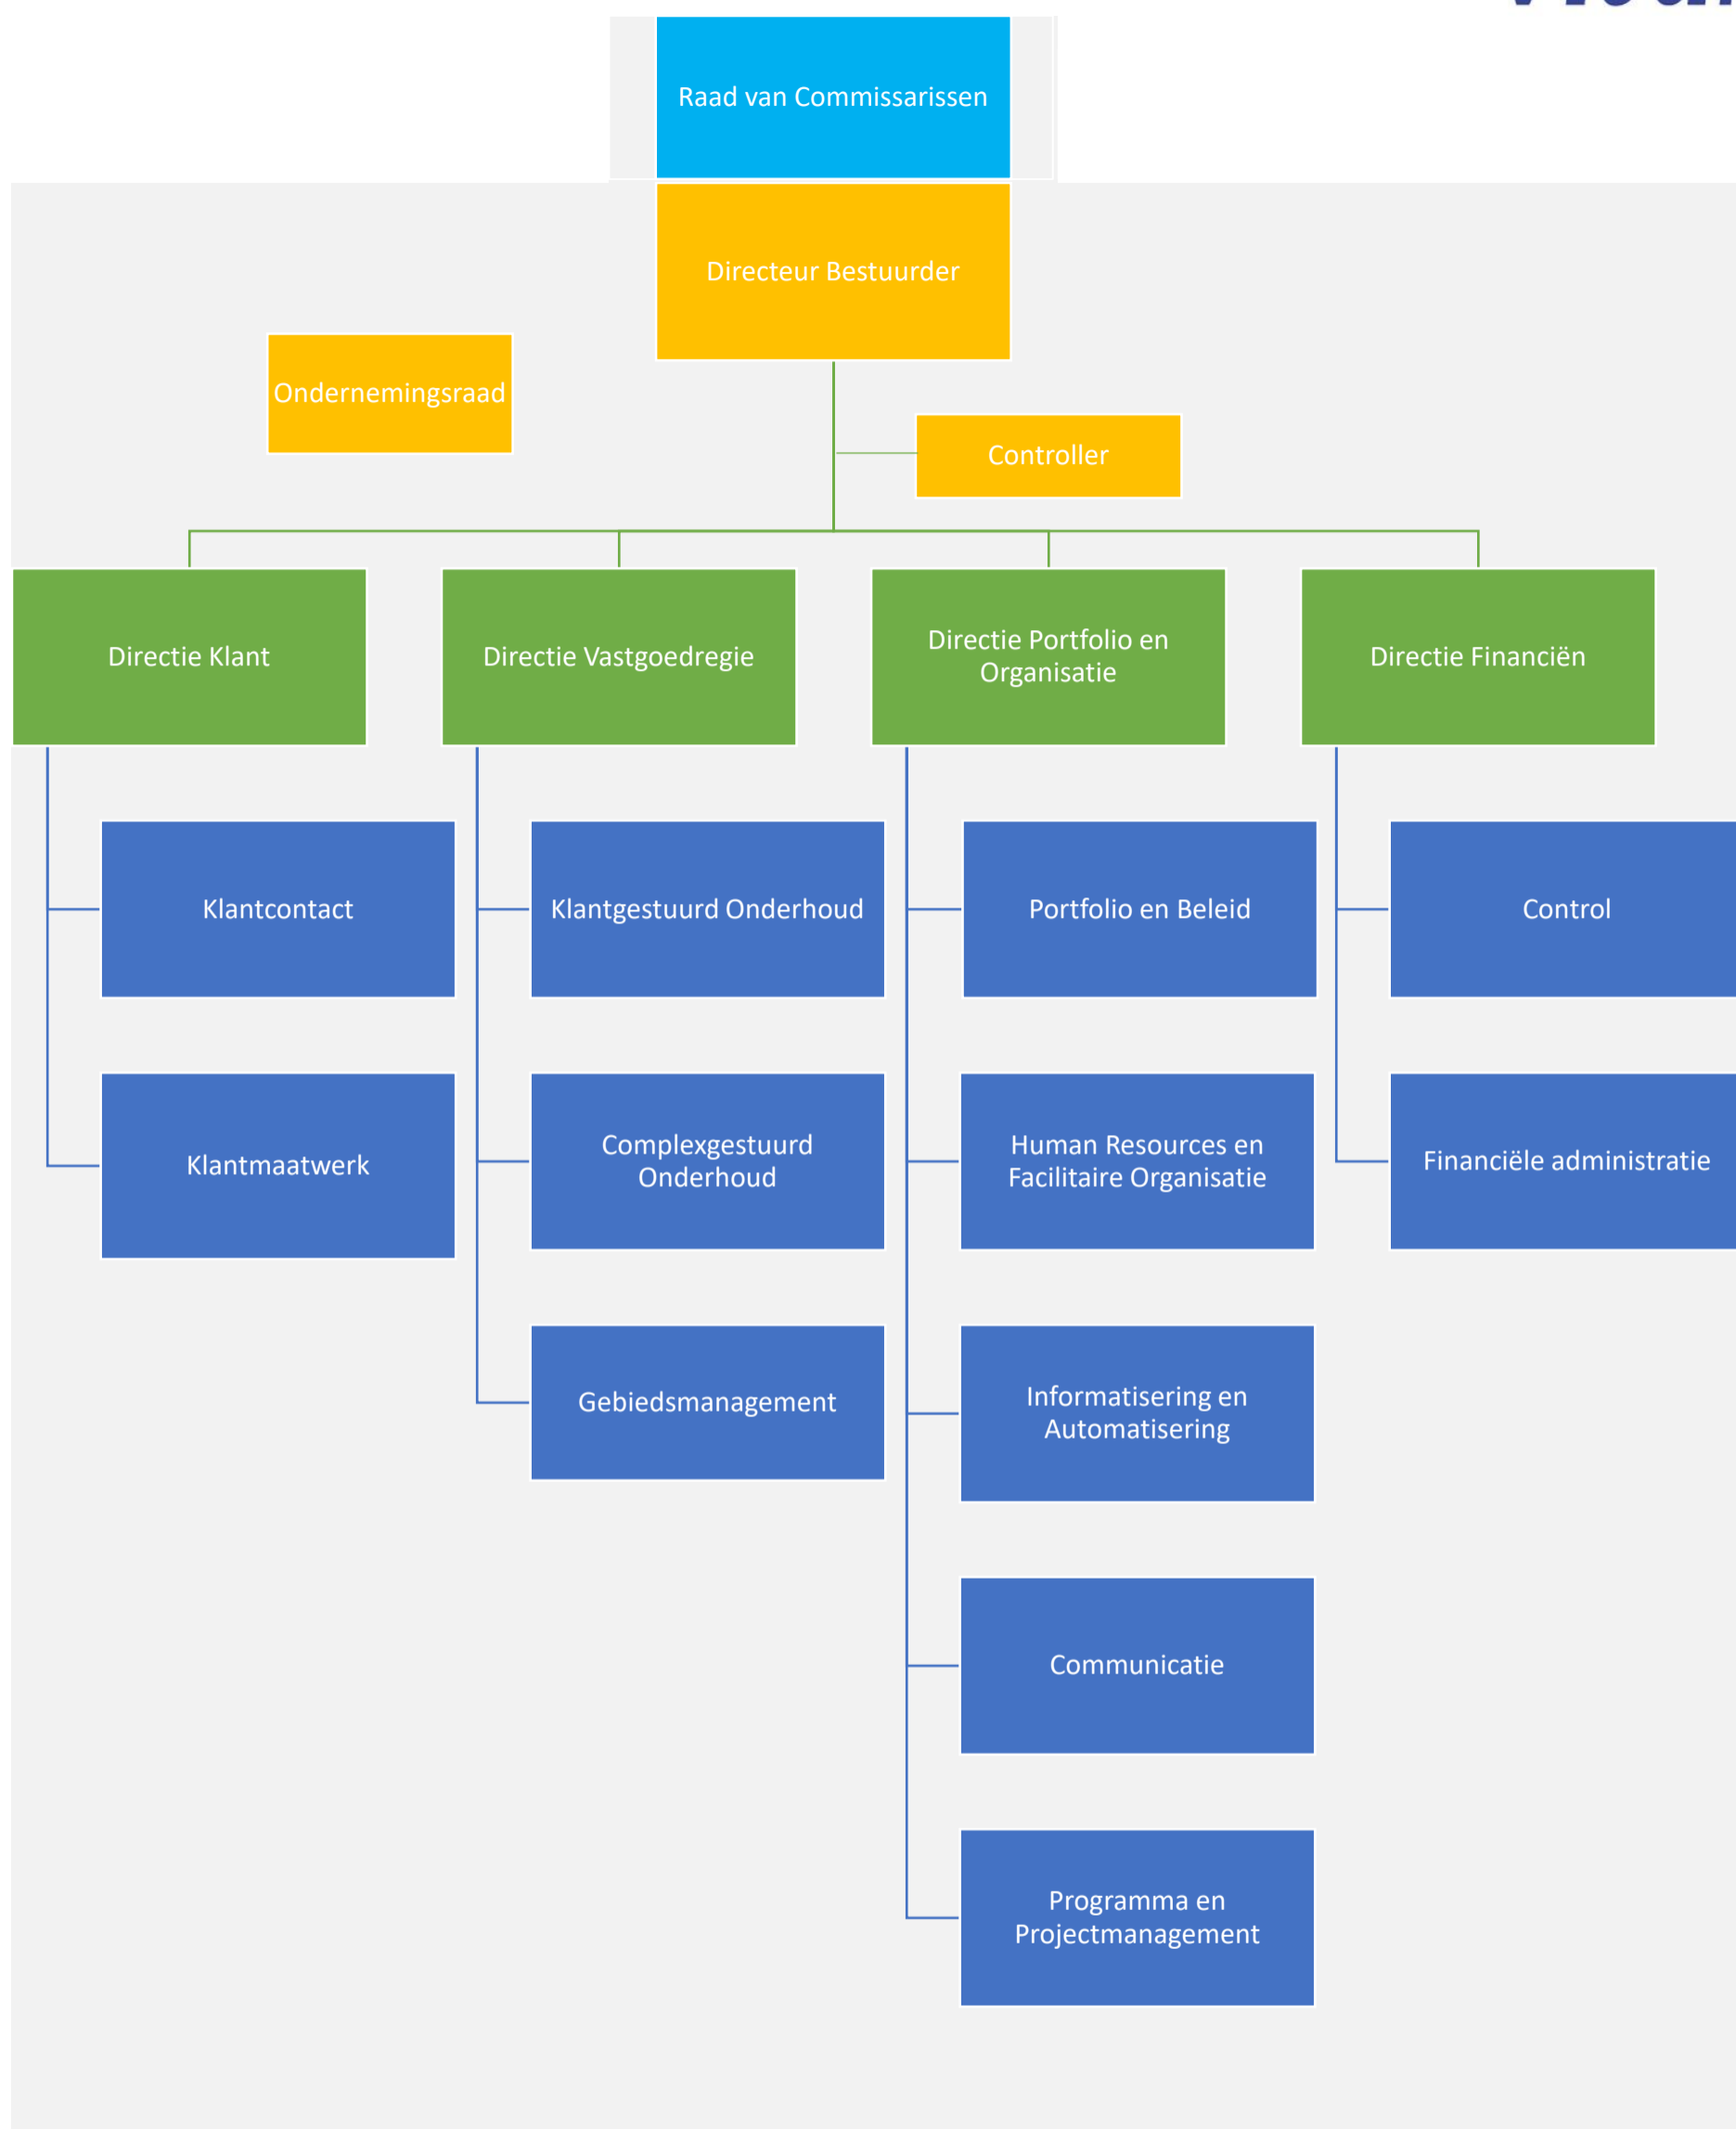 Raad van Commissarissen
Directeur Bestuurder
Ondernemingsraad
Controller
Directie Klant
Directie Vastgoedregie
Directie Portfolio en
Organisatie
Directie Financiën
Klantcontact
Klantgestuurd Onderhoud
Portfolio en Beleid
Control
Klantmaatwerk
Complexgestuurd
Onderhoud
Human Resources en
Facilitaire Organisatie
Financiële administratie
Gebiedsmanagement
Informatisering en
Automatisering
Communicatie
Programma en
Projectmanagement